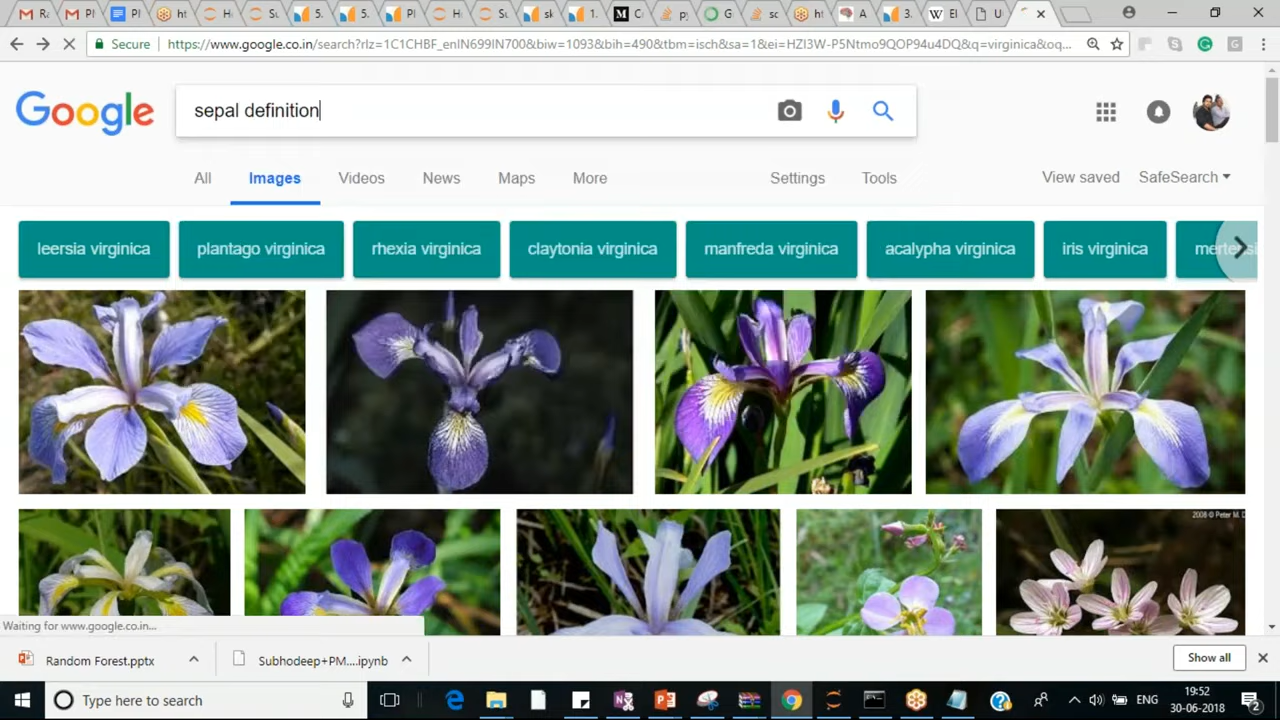 Secure https://www.google.co.in/search?rlz=1C1CHBF_enIN699IN700&biw=1093&bih=490&tbm=isch&sa=1&ei=HZI3W-P5Ntmo9QOP94u4DQ&q=virginica&oq...
Google sepal definition
All Images Videos News Maps More Settings Tools View saved SafeSearch
leersia virginica plantago virginica rhexia virginica claytonia virginica manfreda virginica acalypha virginica iris virginica
Waiting for www.google.co.in...
Random Forest.pptx Subhodeep+PM....ipynb Show all
Type here to search ENG 19:52
30-06-2018